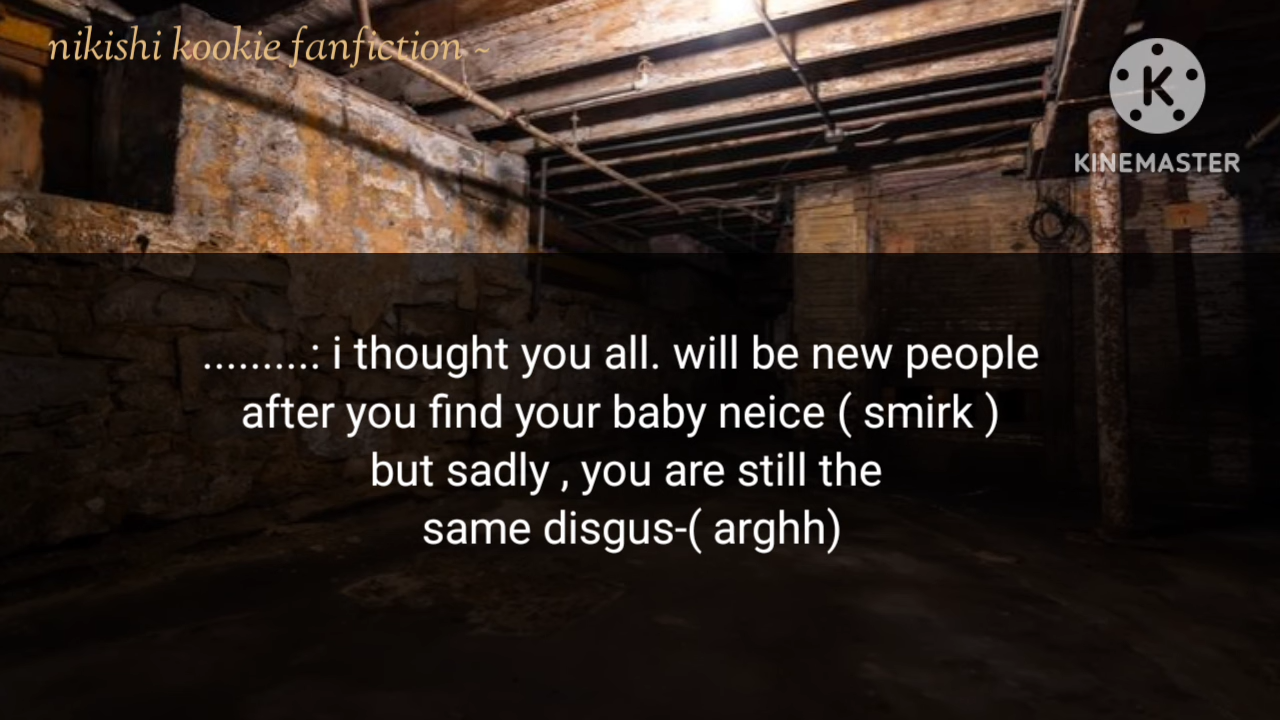 nikishi kookie fanfiction ~
K
KINEMASTER
.........: i thought you all. will be new people
after you find your baby neice ( smirk )
but sadly , you are still the
same disgus-( arghh)